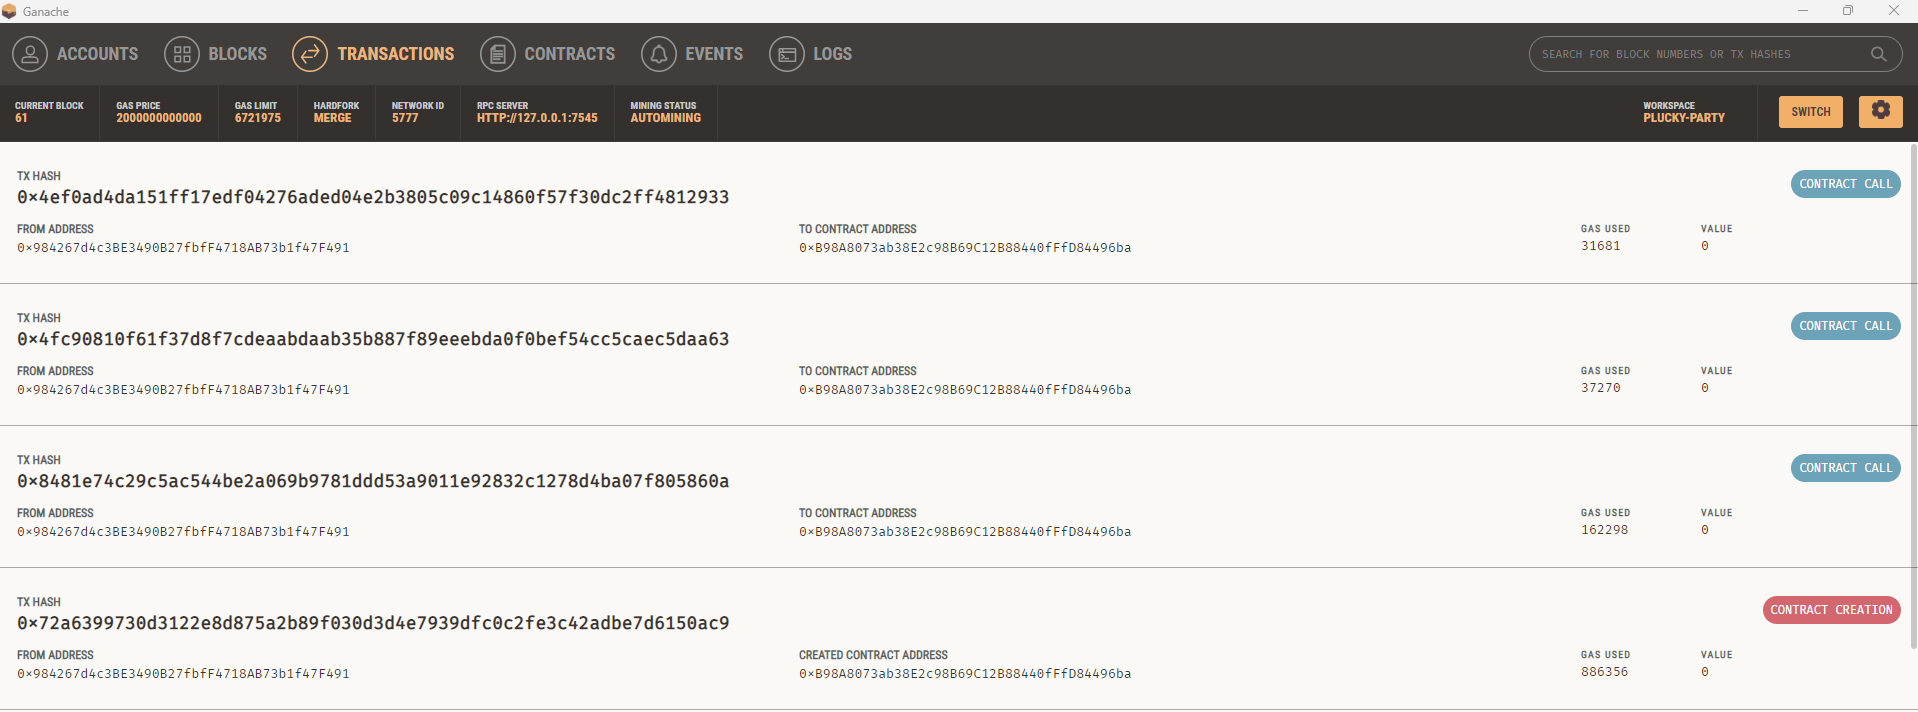 Ganache
ACCOUNTS BLOCKS TRANSACTIONS CONTRACTS EVENTS LOGS SEARCH FOR BLOCK NUMBERS OR TX HASHES
CURRENT BLOCK GAS PRICE GAS LIMIT HARDFORK NETWORK ID RPC SERVER MINING STATUS WORKSPACE
61 2000000000000 6721975 MERGE 5777 HTTP://127.0.0.1:7545 AUTOMINING PLUCKY-PARTY SWITCH
TX HASH
0×4ef0ad4da151ff17edf04276aded04e2b3805c09c14860f57f30dc2ff4812933 CONTRACT CALL
FROM ADDRESS TO CONTRACT ADDRESS GAS USED VALUE
0×984267d4c3BE3490B27fbfF4718AB73b1f47F491 0×B98A8073ab38E2c98B69C12B88440fFfD84496ba 31681 0
TX HASH
0×4fc90810f61f37d8f7cdeaabdaab35b887f89eeebda0f0bef54cc5caec5daa63 CONTRACT CALL
FROM ADDRESS TO CONTRACT ADDRESS GAS USED VALUE
0×984267d4c3BE3490B27fbfF4718AB73b1f47F491 0×B98A8073ab38E2c98B69C12B88440fFfD84496ba 37270 0
TX HASH
0×8481e74c29c5ac544be2a069b9781ddd53a9011e92832c1278d4ba07f805860a CONTRACT CALL
FROM ADDRESS TO CONTRACT ADDRESS GAS USED VALUE
0×984267d4c3BE3490B27fbfF4718AB73b1f47F491 0×B98A8073ab38E2c98B69C12B88440fFfD84496ba 162298 0
TX HASH
0×72a6399730d3122e8d875a2b89f030d3d4e7939dfc0c2fe3c42adbe7d6150ac9 CONTRACT CREATION
FROM ADDRESS CREATED CONTRACT ADDRESS GAS USED VALUE
0×984267d4c3BE3490B27fbfF4718AB73b1f47F491 0×B98A8073ab38E2c98B69C12B88440fFfD84496ba 886356 0